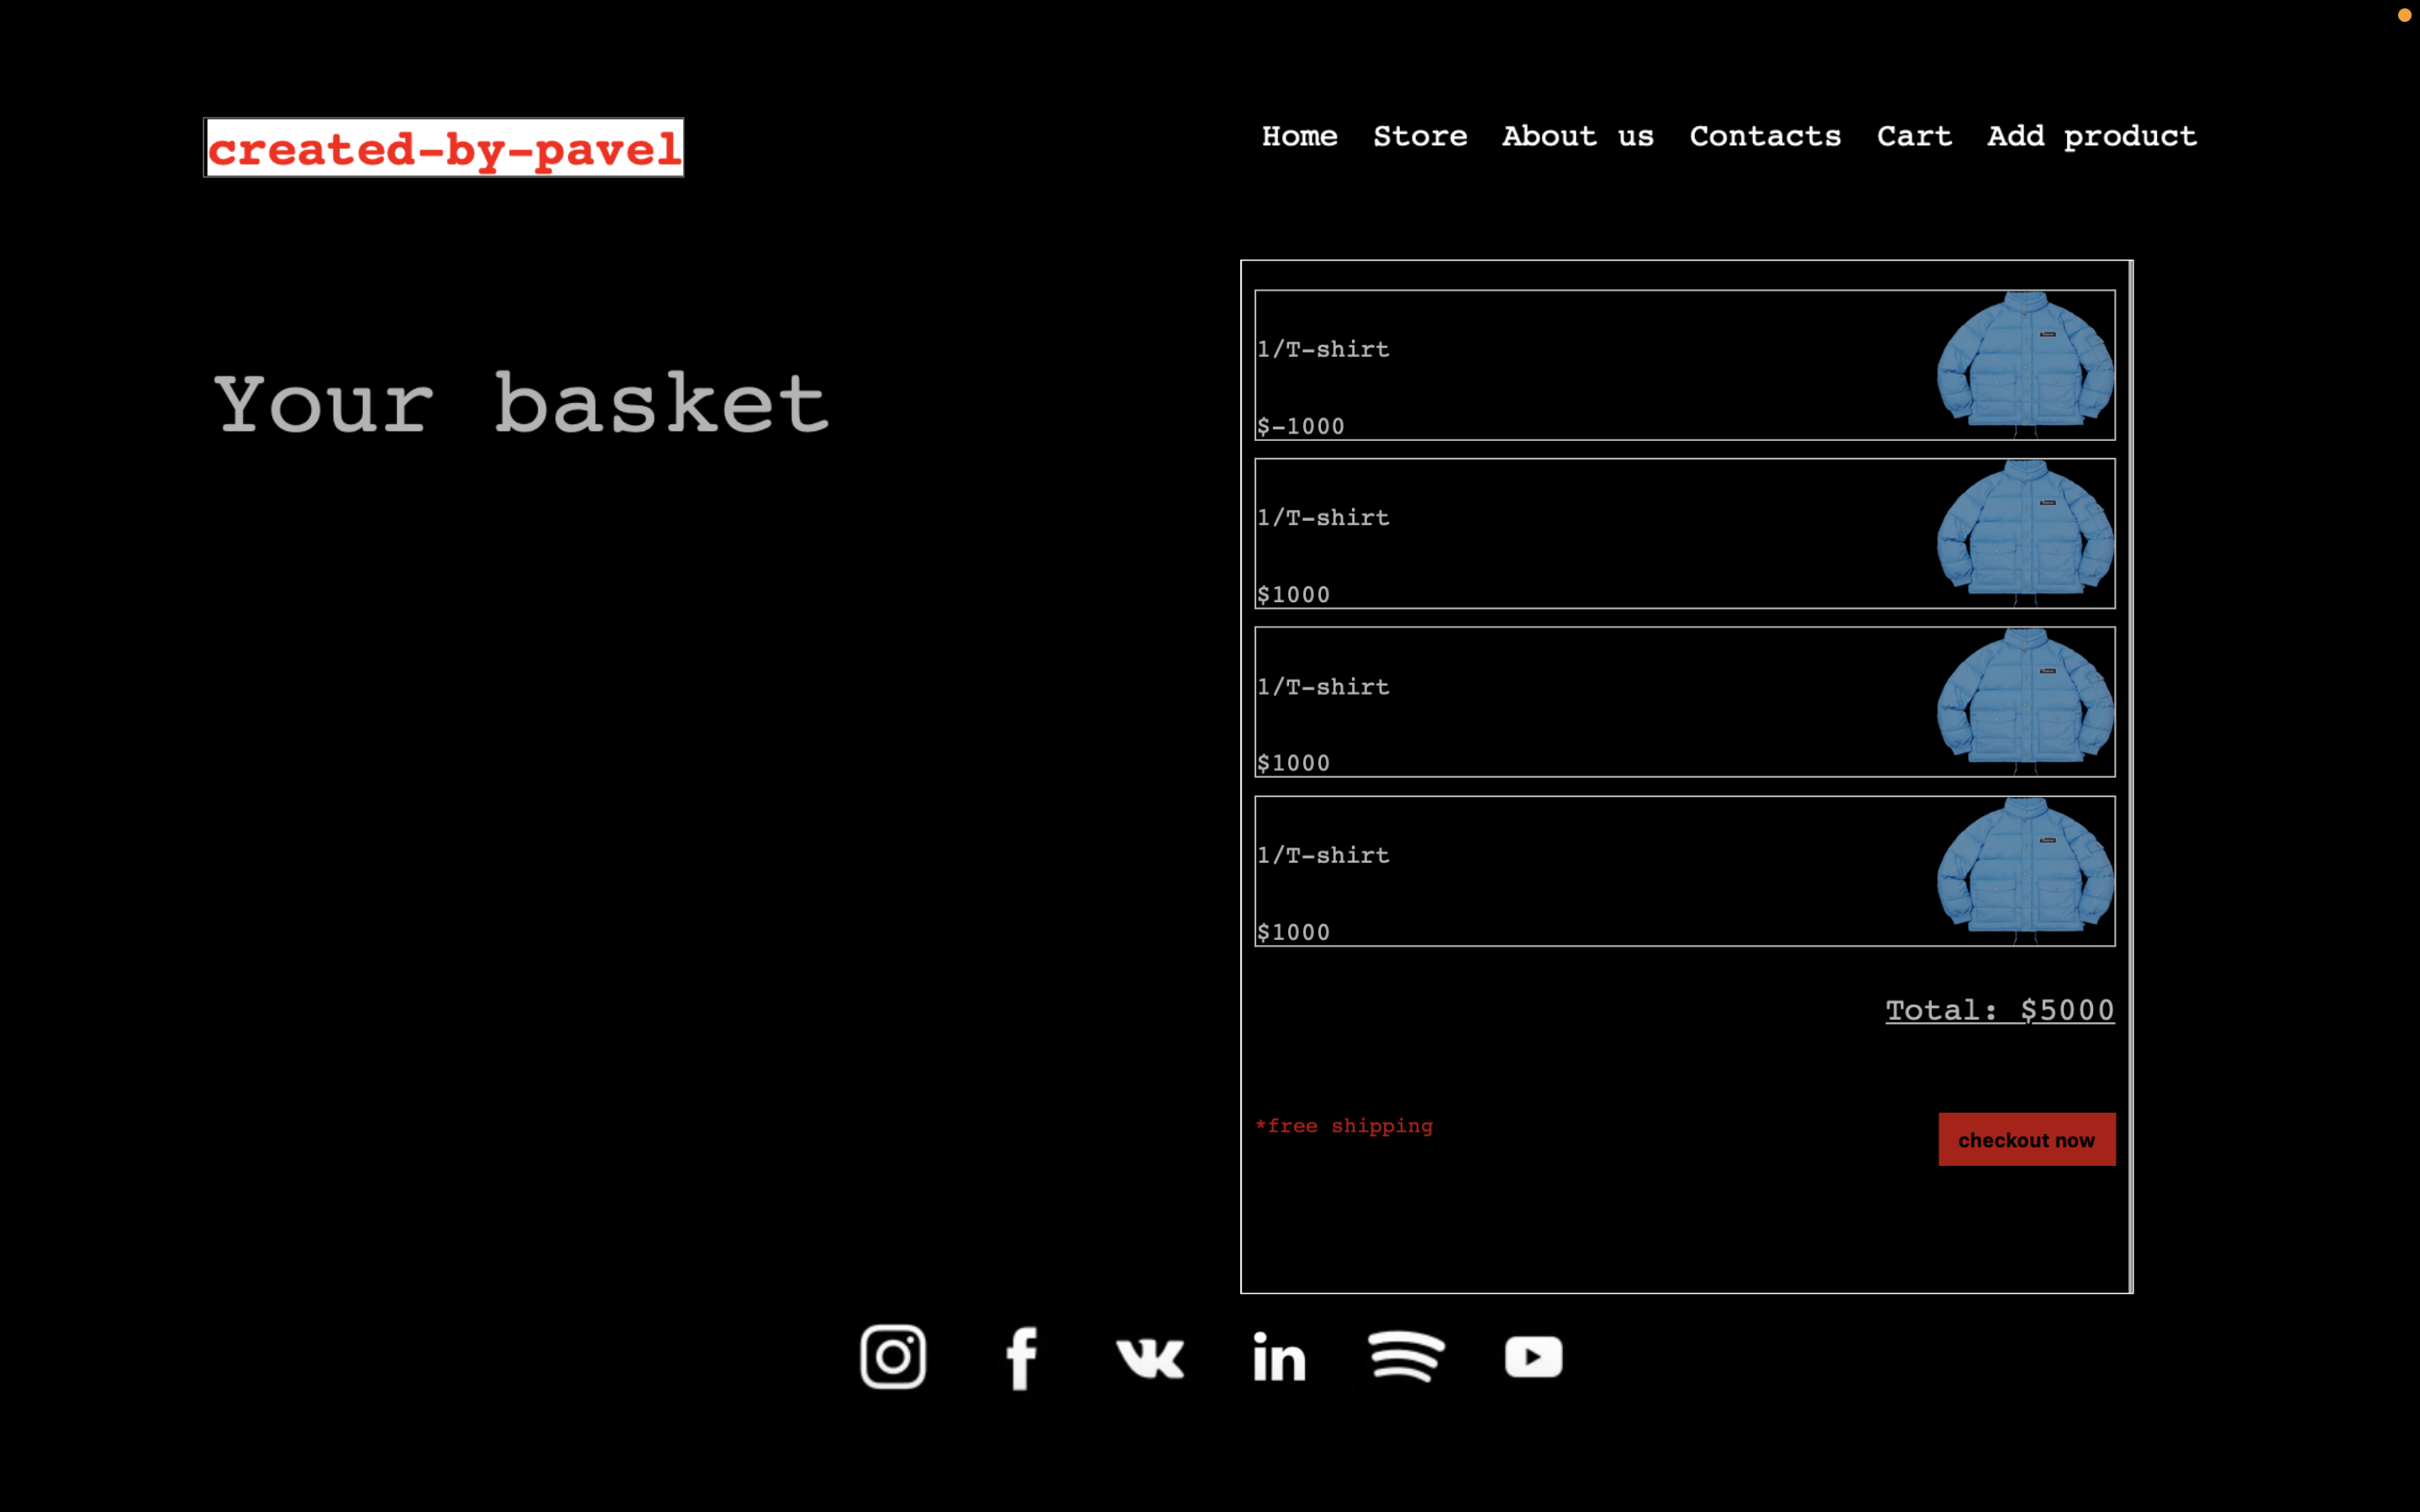 created-by-pavel
Home Store About us Contacts Cart Add product
Your basket
1/T-shirt
$-1000
1/T-shirt
$1000
1/T-shirt
$1000
1/T-shirt
$1000
Total: $5000
*free shipping
checkout now
in